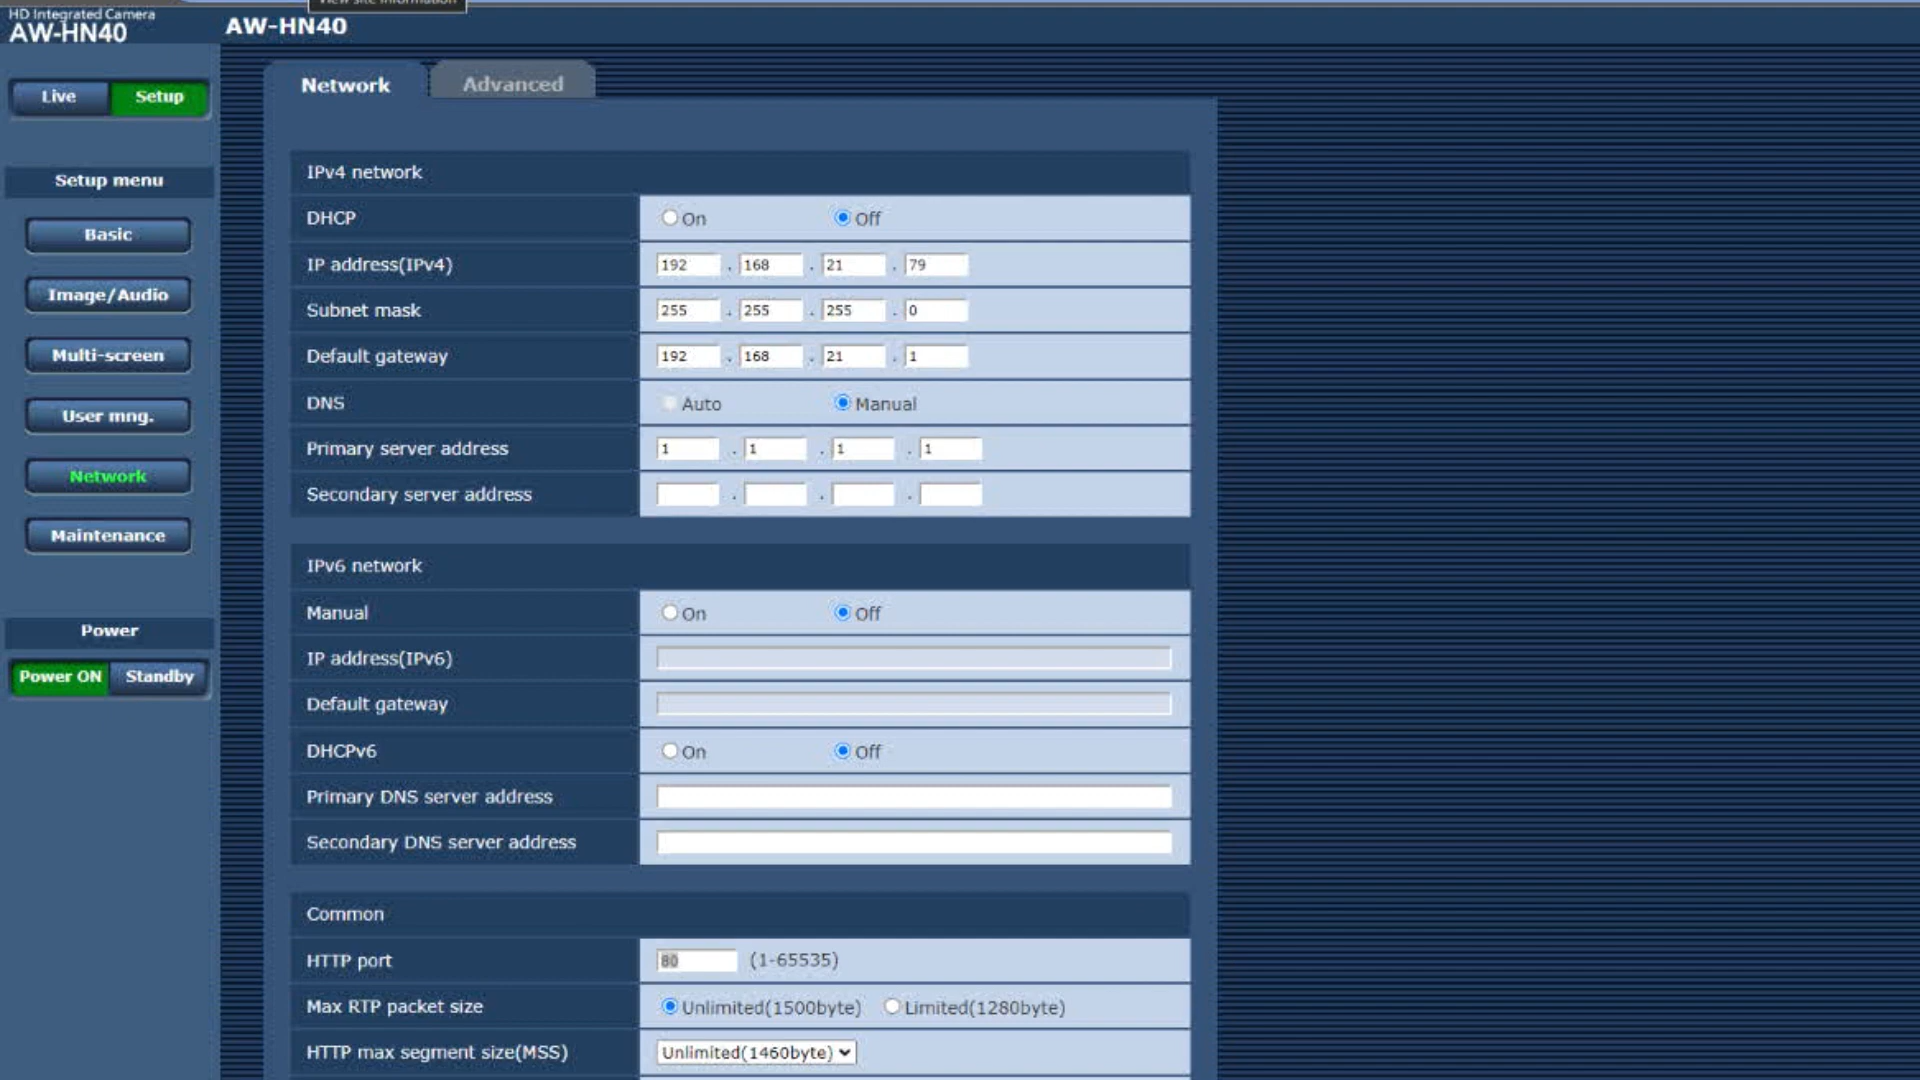 View site information
HD Integrated Camera
AW-HN40
AW-HN40
Live Setup
Network Advanced
Setup menu
Basic
Image/Audio
Multi-screen
User mng.
Network
Maintenance
Power
Power ON Standby
IPv4 network
DHCP On Off
IP address(IPv4) 192 . 168 . 21 . 79
Subnet mask 255 . 255 . 255 . 0
Default gateway 192 . 168 . 21 . 1
DNS Auto Manual
Primary server address 1 . 1 . 1 . 1
Secondary server address . . .
IPv6 network
Manual On Off
IP address(IPv6)
Default gateway
DHCPv6 On Off
Primary DNS server address
Secondary DNS server address
Common
HTTP port 80 (1-65535)
Max RTP packet size Unlimited(1500byte) Limited(1280byte)
HTTP max segment size(MSS) Unlimited(1460byte)